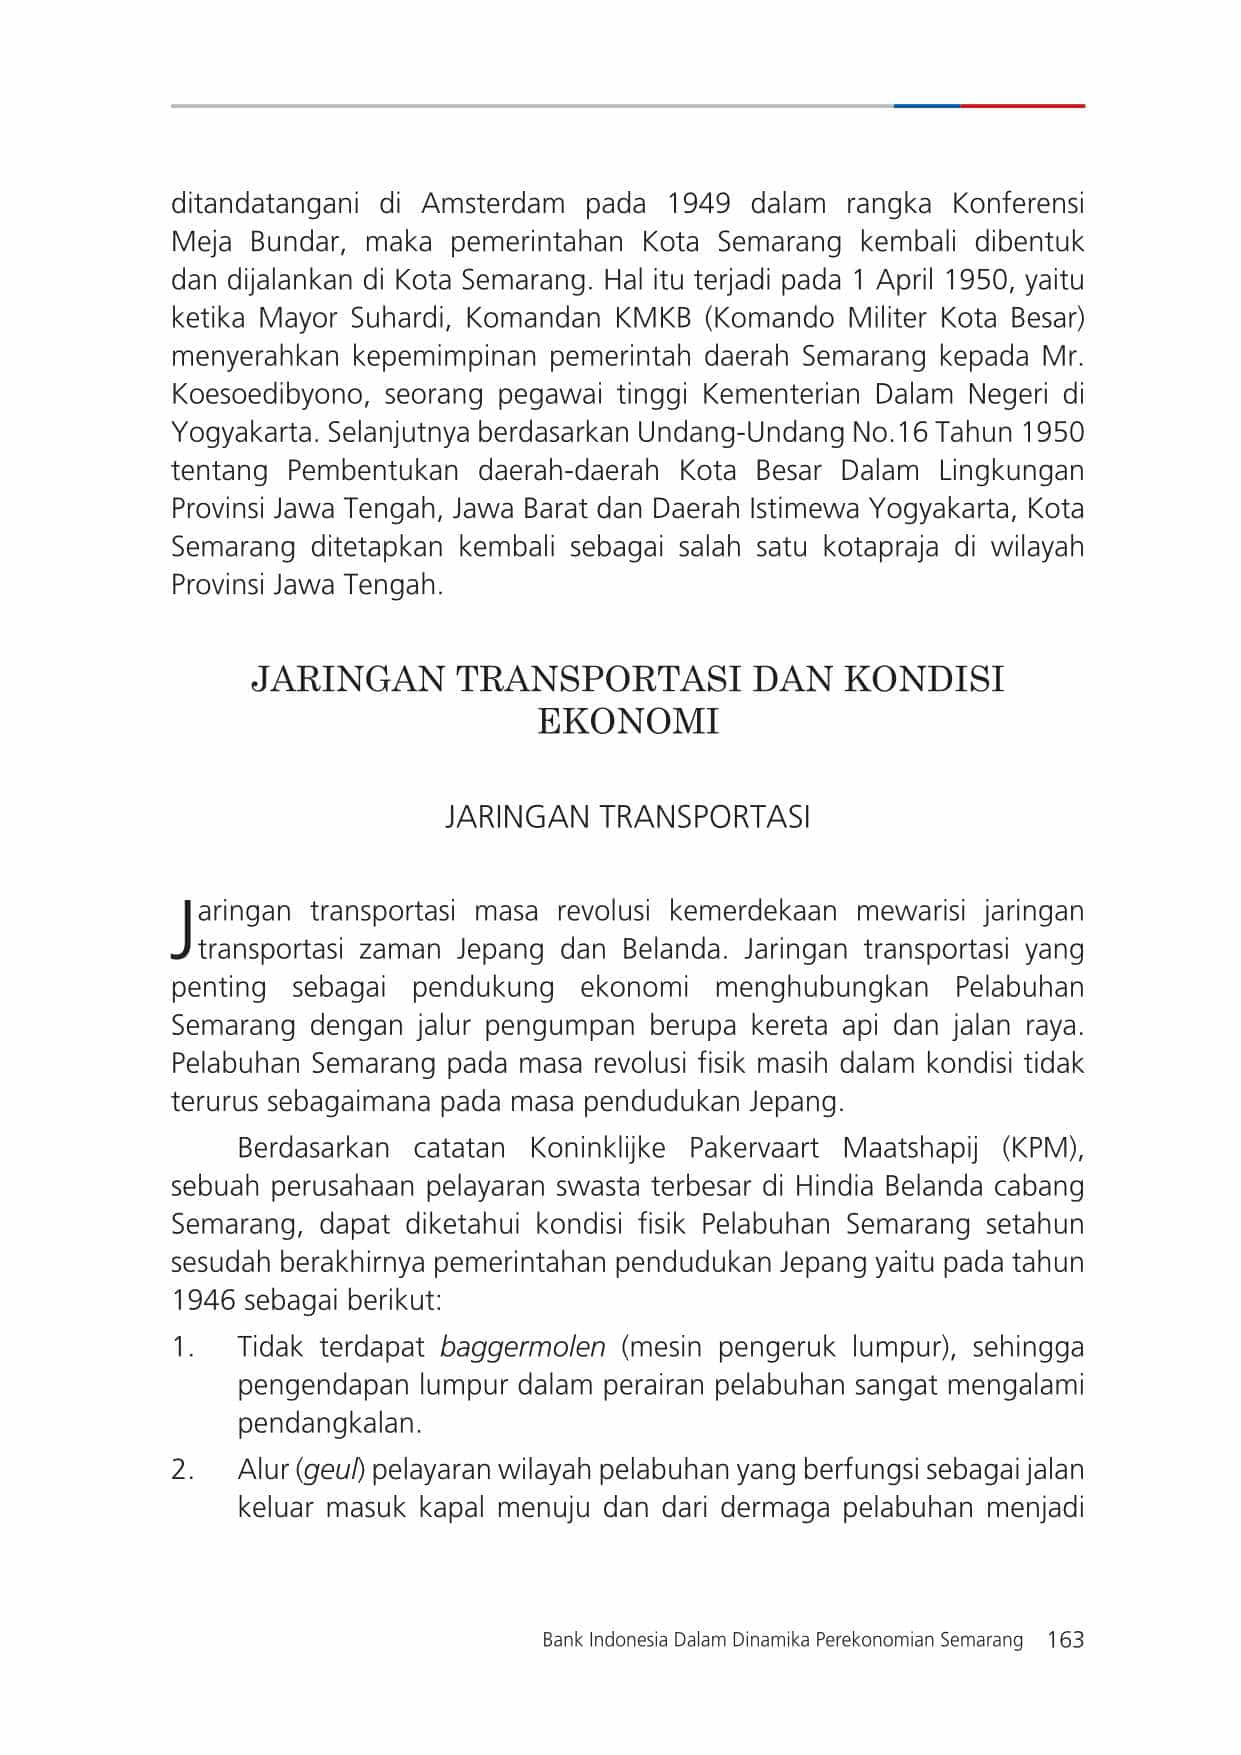 ditandatangani di Amsterdam pada 1949 dalam rangka Konferensi
Meja Bundar, maka pemerintahan Kota Semarang kembali dibentuk
dan dijalankan di Kota Semarang. Hal itu terjadi pada 1 April 1950, yaitu
ketika Mayor Suhardi, Komandan KMKB (Komando Militer Kota Besar)
menyerahkan kepemimpinan pemerintah daerah Semarang kepada Mr.
Koesoedibyono, seorang pegawai tinggi Kementerian Dalam Negeri di
Yogyakarta. Selanjutnya berdasarkan Undang-Undang No.16 Tahun 1950
tentang Pembentukan daerah-daerah Kota Besar Dalam Lingkungan
Provinsi Jawa Tengah, Jawa Barat dan Daerah Istimewa Yogyakarta, Kota
Semarang ditetapkan kembali sebagai salah satu kotapraja di wilayah
Provinsi Jawa Tengah.
JARINGAN TRANSPORTASI DAN KONDISI
EKONOMI
JARINGAN TRANSPORTASI
Jaringan transportasi masa revolusi kemerdekaan mewarisi jaringan
transportasi zaman Jepang dan Belanda. Jaringan transportasi yang
penting sebagai pendukung ekonomi menghubungkan Pelabuhan
Semarang dengan jalur pengumpan berupa kereta api dan jalan raya.
Pelabuhan Semarang pada masa revolusi fisik masih dalam kondisi tidak
terurus sebagaimana pada masa pendudukan Jepang.
Berdasarkan catatan Koninklijke Pakervaart Maatshapij (KPM),
sebuah perusahaan pelayaran swasta terbesar di Hindia Belanda cabang
Semarang, dapat diketahui kondisi fisik Pelabuhan Semarang setahun
sesudah berakhirnya pemerintahan pendudukan Jepang yaitu pada tahun
1946 sebagai berikut:
1. Tidak terdapat baggermolen (mesin pengeruk lumpur), sehingga
pengendapan lumpur dalam perairan pelabuhan sangat mengalami
pendangkalan.
2. Alur (geul) pelayaran wilayah pelabuhan yang berfungsi sebagai jalan
keluar masuk kapal menuju dan dari dermaga pelabuhan menjadi
Bank Indonesia Dalam Dinamika Perekonomian Semarang 163